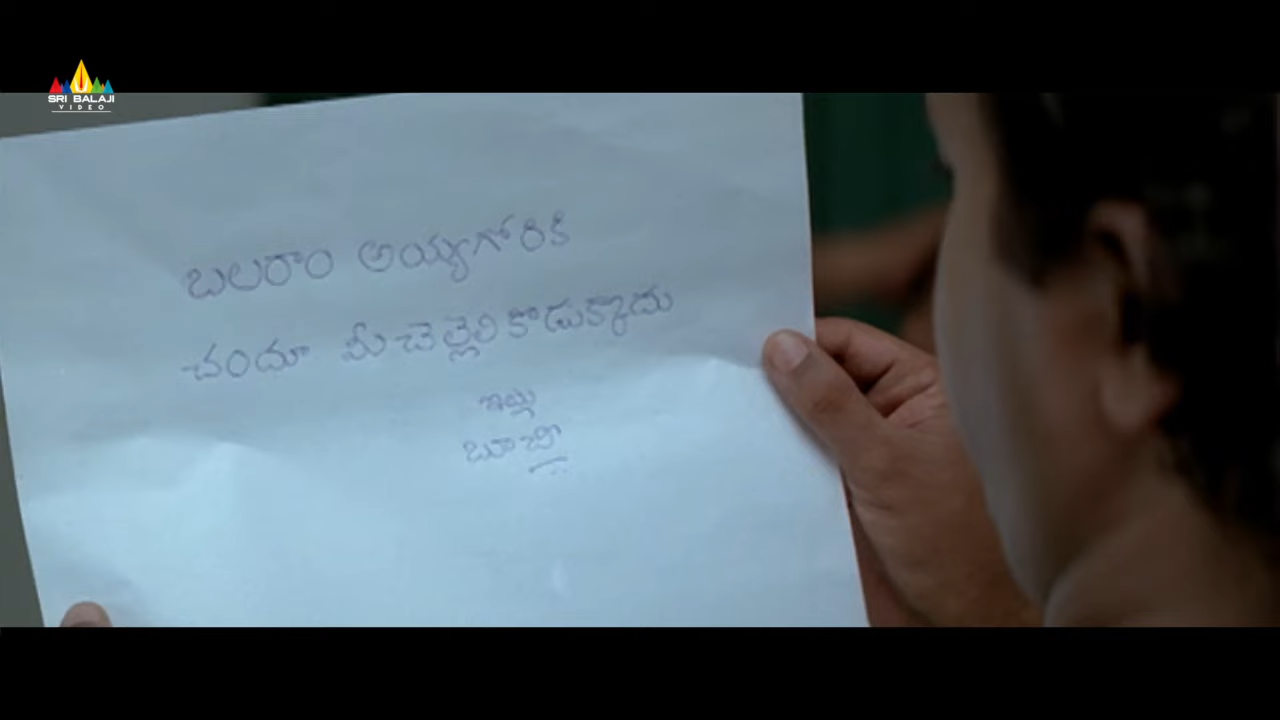 SRI BALAJI
VIDEO
బలరాం అయ్యగోరికి
చందూ మీ చెల్లెలి కొడుక్కాదు
ఇట్లు
బూచి